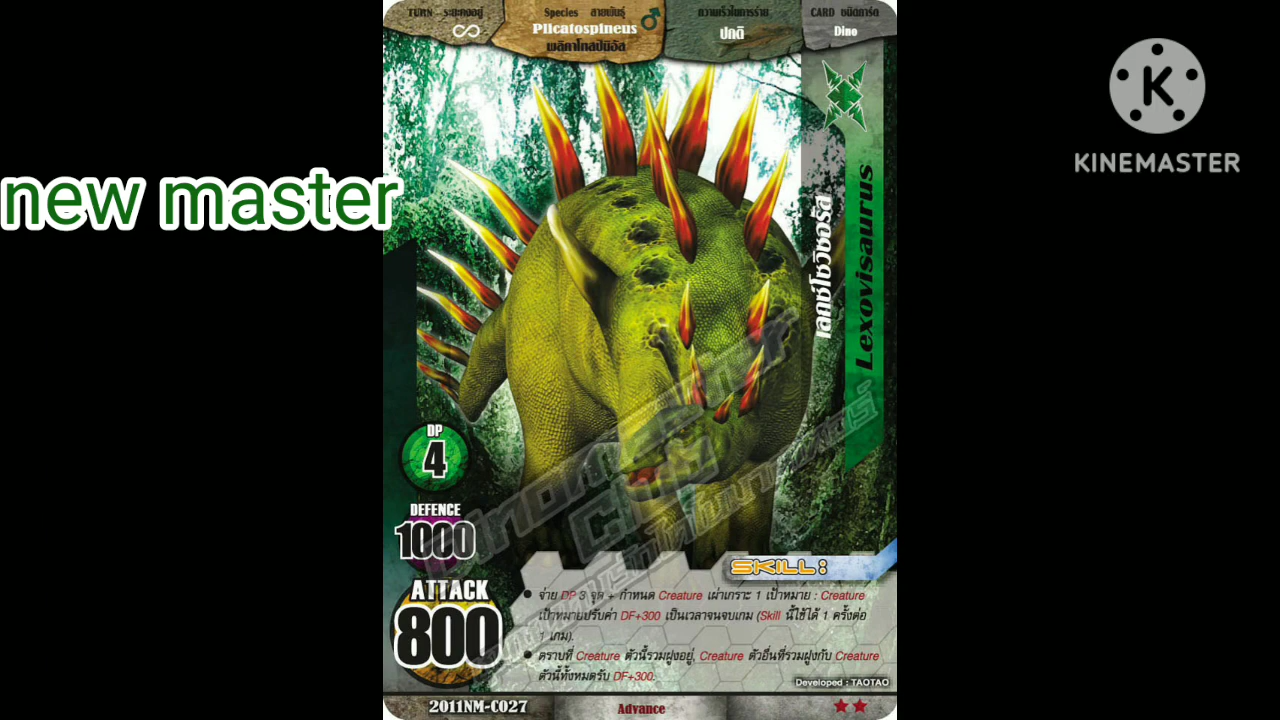 TURN ระยะคงอยู่
∞
Species สายพันธุ์
Plicatospineus
พลิคาโทสปินิอัส
ความเร็วในการร่าย
ปกติ
CARD ชนิดการ์ด
Dino
K
KINEMASTER
new master
เลกซ์โซวิซอรัส
Lexovisaurus
DP
4
DEFENCE
1000
ATTACK
800
SKILL:
จ่าย DP 3 จุด + กำหนด Creature เผ่าเกราะ 1 เป้าหมาย : Creature
เป้าหมายปรับค่า DF+300 เป็นเวลาจนจบเกม (Skill นี้ใช้ได้ 1 ครั้งต่อ
1 เกม).
ตราบที่ Creature ตัวนี้รวมฝูงอยู่, Creature ตัวอื่นที่รวมฝูงกับ Creature
ตัวนี้ทั้งหมดรับ DF+300.
Developed : TAOTAO
2011NM-C027
Advance